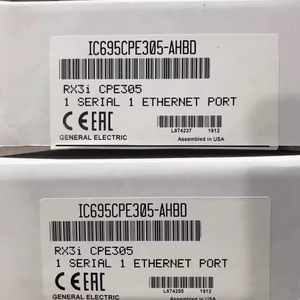 IC695CPE305-AHBD
RX3i CPE305
1 SERIAL 1 ETHERNET PORT
CE EAC
GENERAL ELECTRIC
L874237 1912
Assembled in USA
IC695CPE305-AHBD
RX3i CPE305
1 SERIAL 1 ETHERNET PORT
CE EAC
GENERAL ELECTRIC
L874255 1912
Assembled in USA